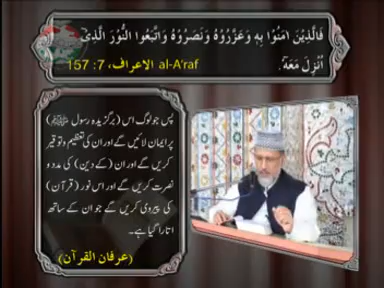 فَالَّذِیْنَ اٰمَنُوْا بِهٖ وَعَزَّرُوْهُ وَنَصَرُوْهُ وَاتَّبَعُوا النُّوْرَ الَّذِیْۤ
اُنْزِلَ مَعَهٗۤ. al-A'raf الاعراف، 7: 157
پس جو لوگ اس (برگزیدہ رسول ﷺ)
پر ایمان لائیں گے اور ان کی تعظیم و توقیر
کریں گے اور ان (کے دین) کی مدد و
نصرت کریں گے اور اس نور (قرآن)
کی پیروی کریں گے جو ان کے ساتھ
اتارا گیا ہے۔
(عرفان القرآن)